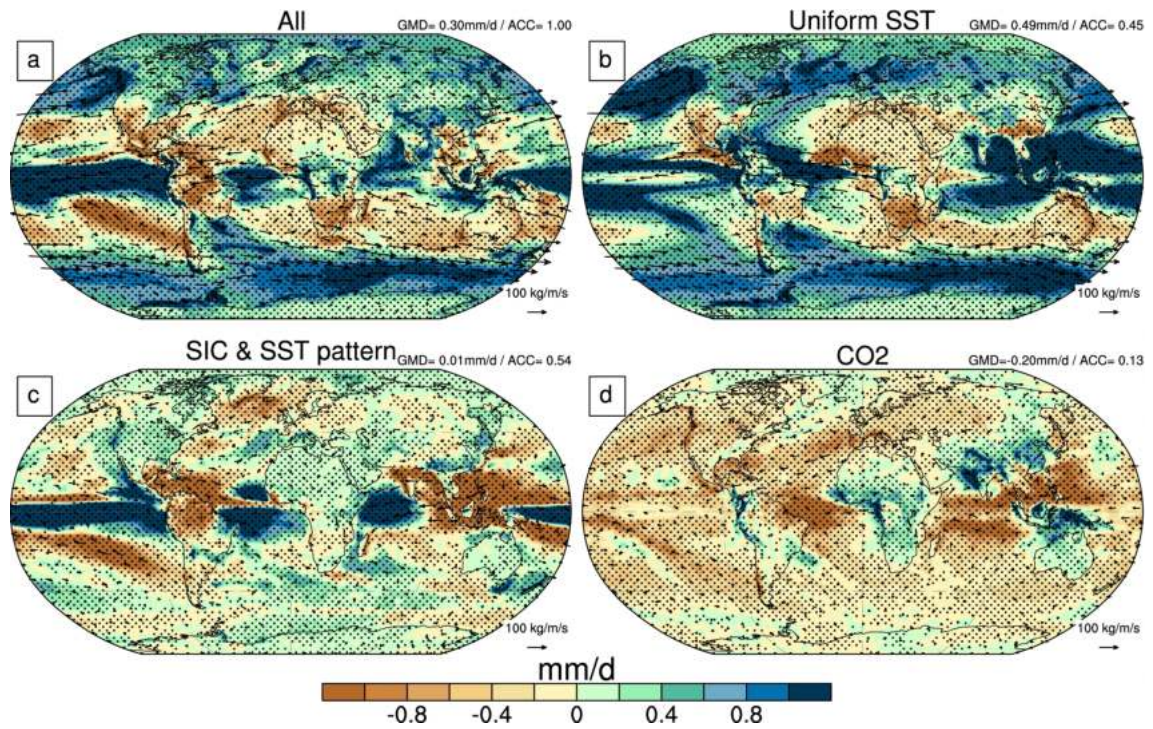 All
GMD= 0.30mm/d / ACC= 1.00
a
100 kg/m/s
Uniform SST
GMD= 0.49mm/d / ACC= 0.45
b
100 kg/m/s
SIC & SST pattern
GMD= 0.01mm/d / ACC= 0.54
c
100 kg/m/s
CO2
GMD=-0.20mm/d / ACC= 0.13
d
100 kg/m/s
mm/d
-0.8 -0.4 0 0.4 0.8